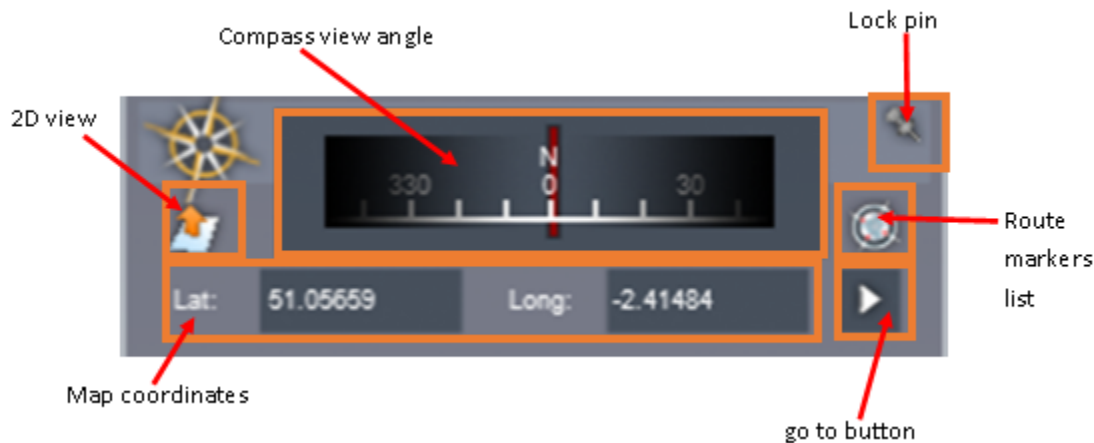 Lock pin
Compass view angle
2D view
N
330 0 30
Route
markers
list
Lat: 51.05659 Long: -2.41484
Map coordinates
go to button